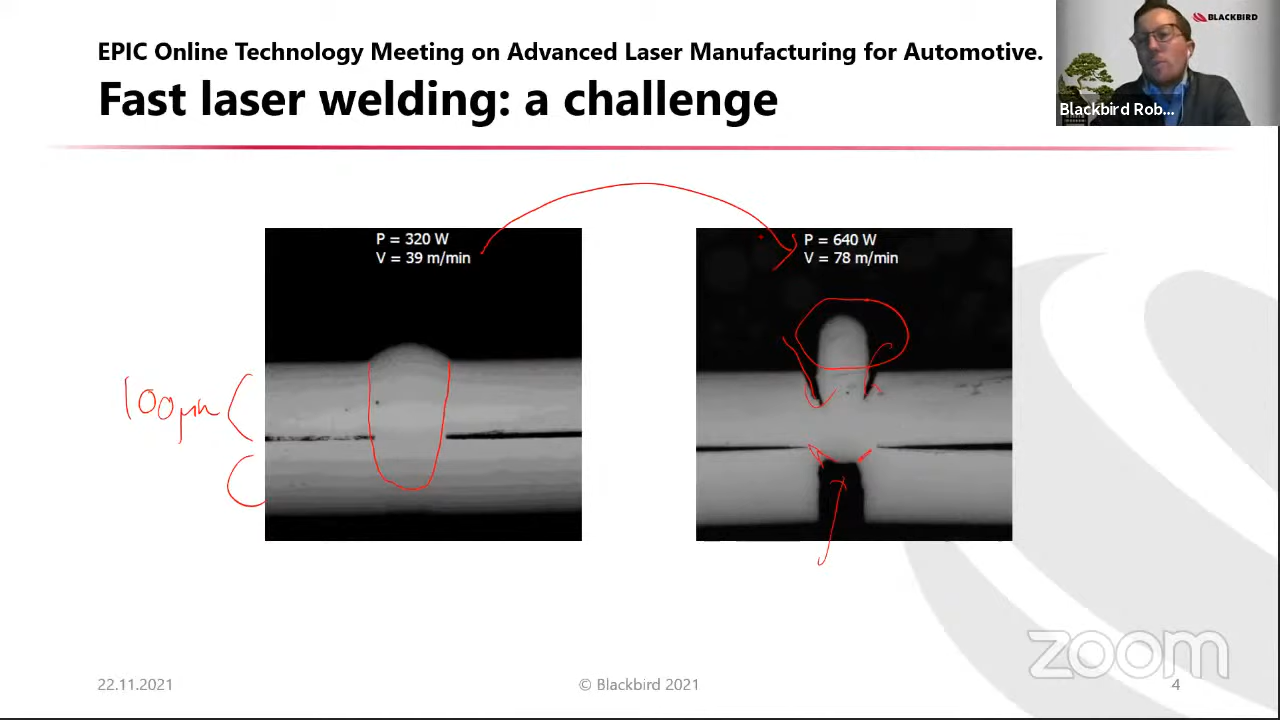 BLACKBIRD
EPIC Online Technology Meeting on Advanced Laser Manufacturing for Automotive.
Fast laser welding: a challenge
Blackbird Rob...
P = 320 W
V = 39 m/min
P = 640 W
V = 78 m/min
100µm
zoom
22.11.2021
© Blackbird 2021
4